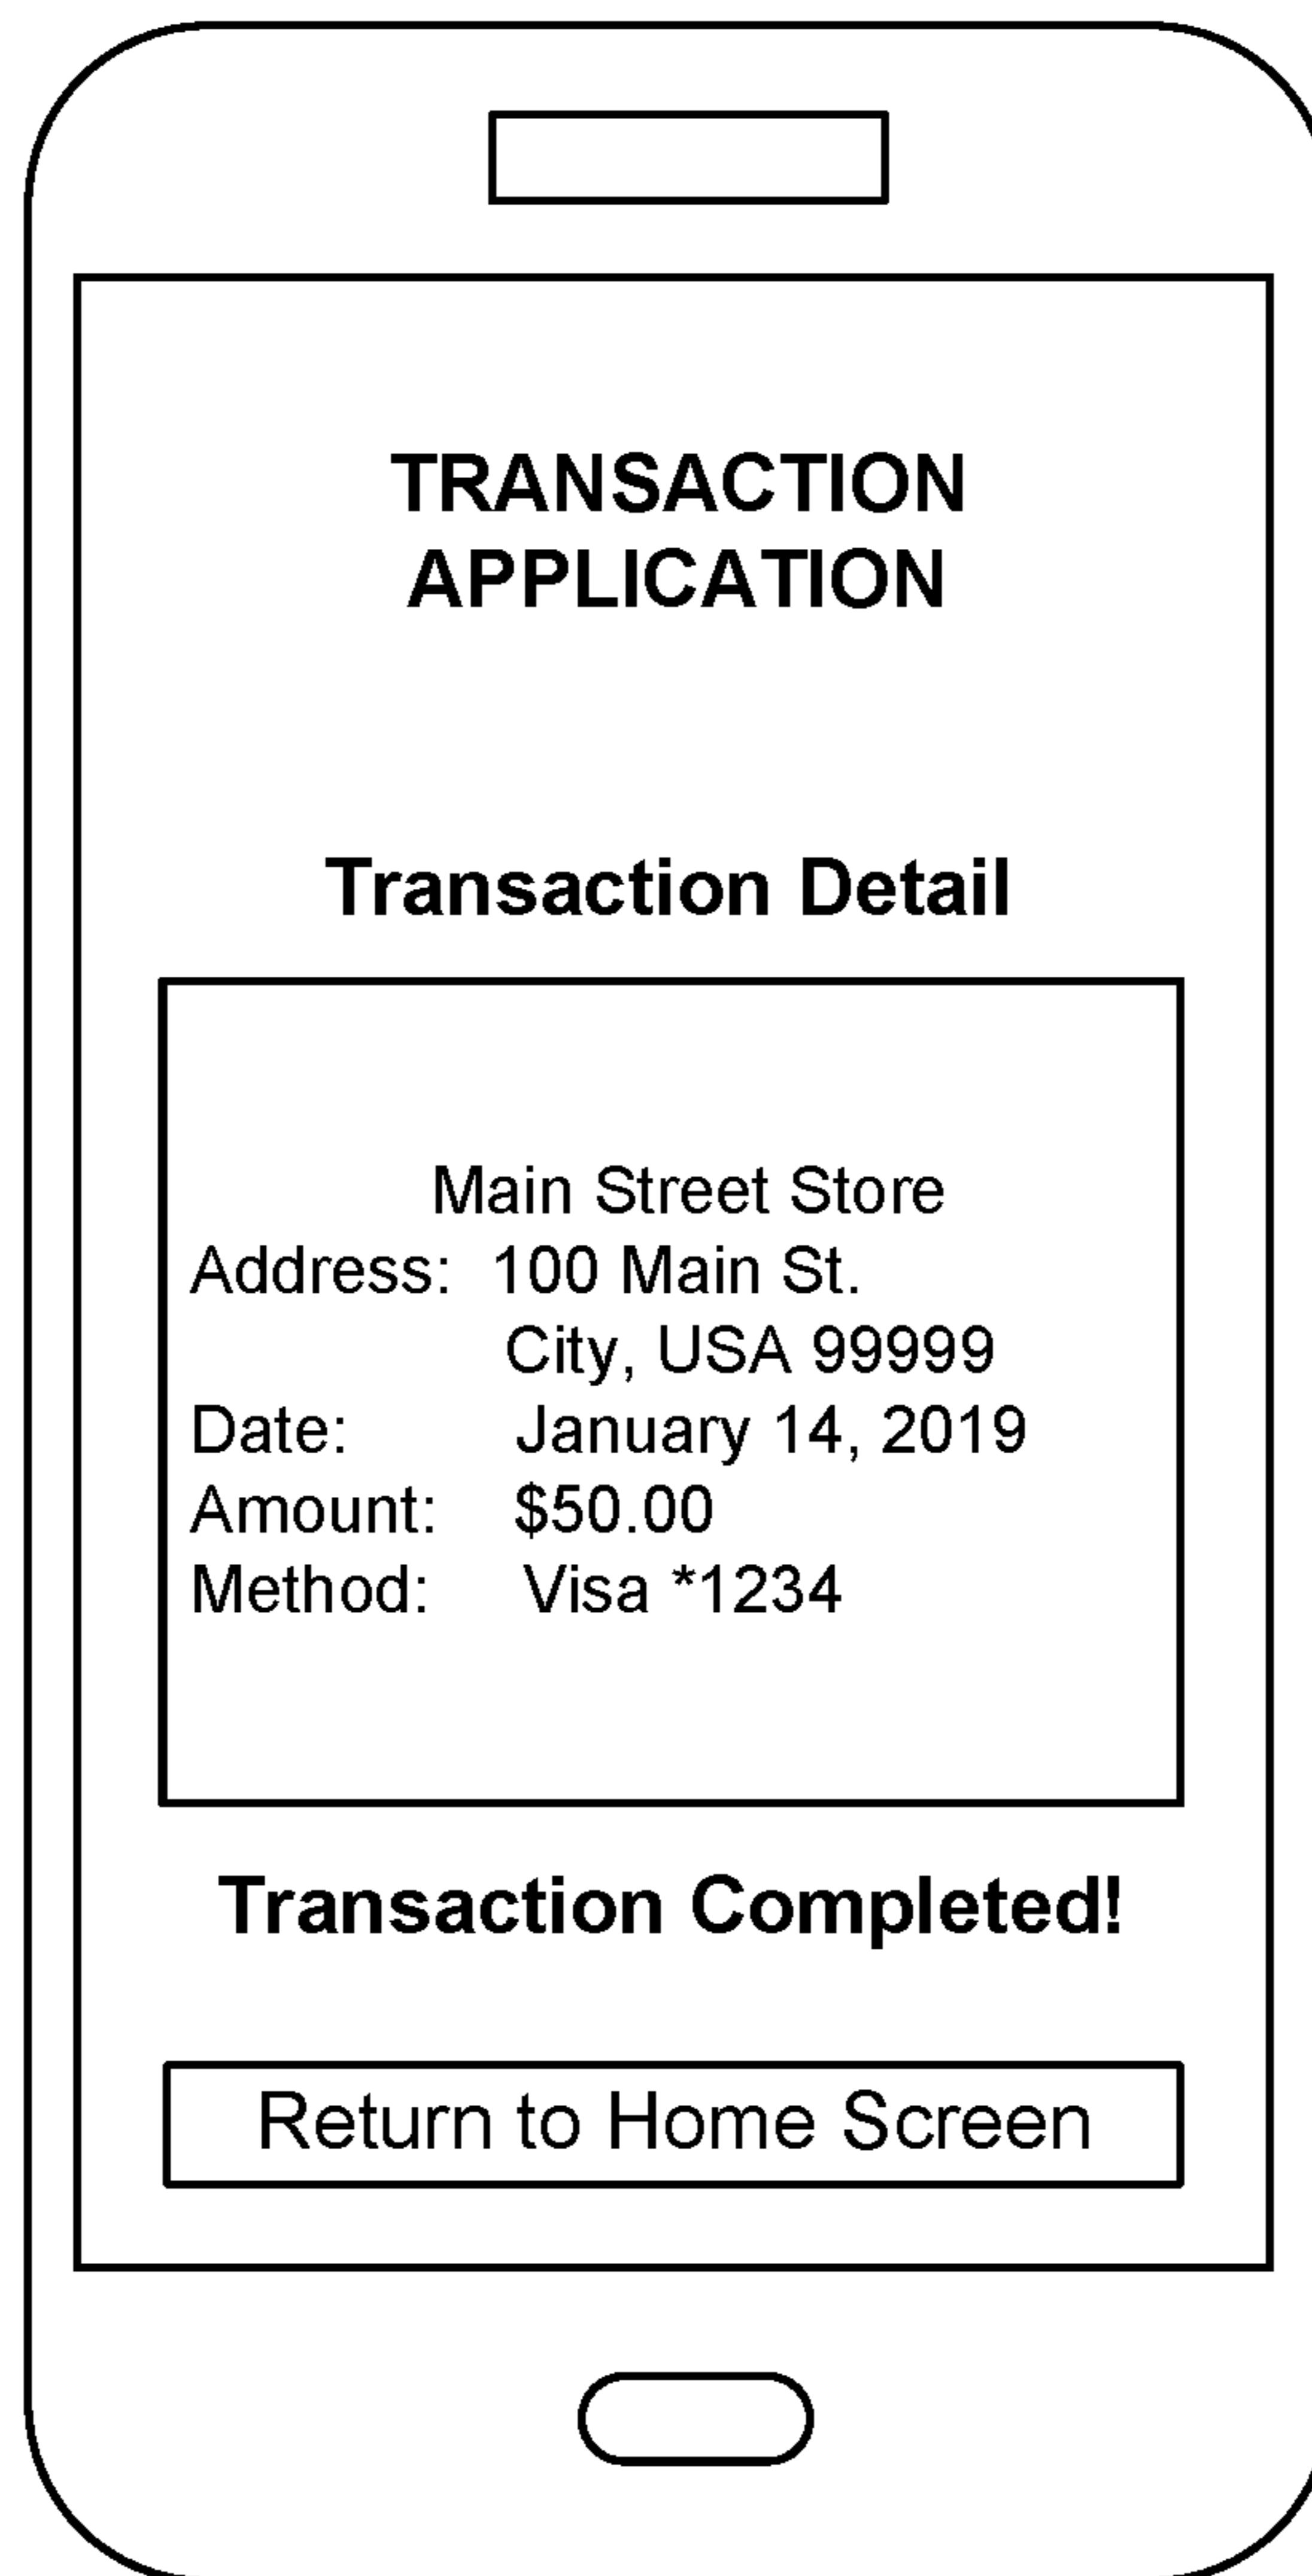 TRANSACTION
APPLICATION
Transaction Detail
Main Street Store
Address: 100 Main St.
City, USA 99999
Date: January 14, 2019
Amount: $50.00
Method: Visa *1234
Transaction Completed!
Return to Home Screen